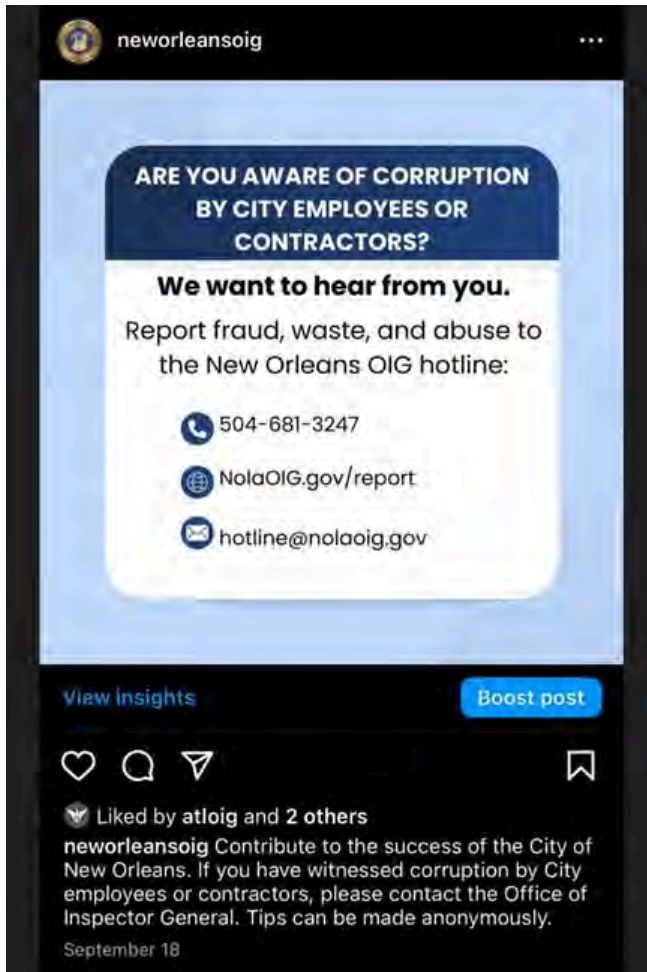 neworleansoig
ARE YOU AWARE OF CORRUPTION
BY CITY EMPLOYEES OR
CONTRACTORS?
We want to hear from you.
Report fraud, waste, and abuse to
the New Orleans OIG hotline:
504-681-3247
NolaOIG.gov/report
hotline@nolaoig.gov
View insights
Boost post
Liked by atloig and 2 others
neworleansoig Contribute to the success of the City of
New Orleans. If you have witnessed corruption by City
employees or contractors, please contact the Office of
Inspector General. Tips can be made anonymously.
September 18